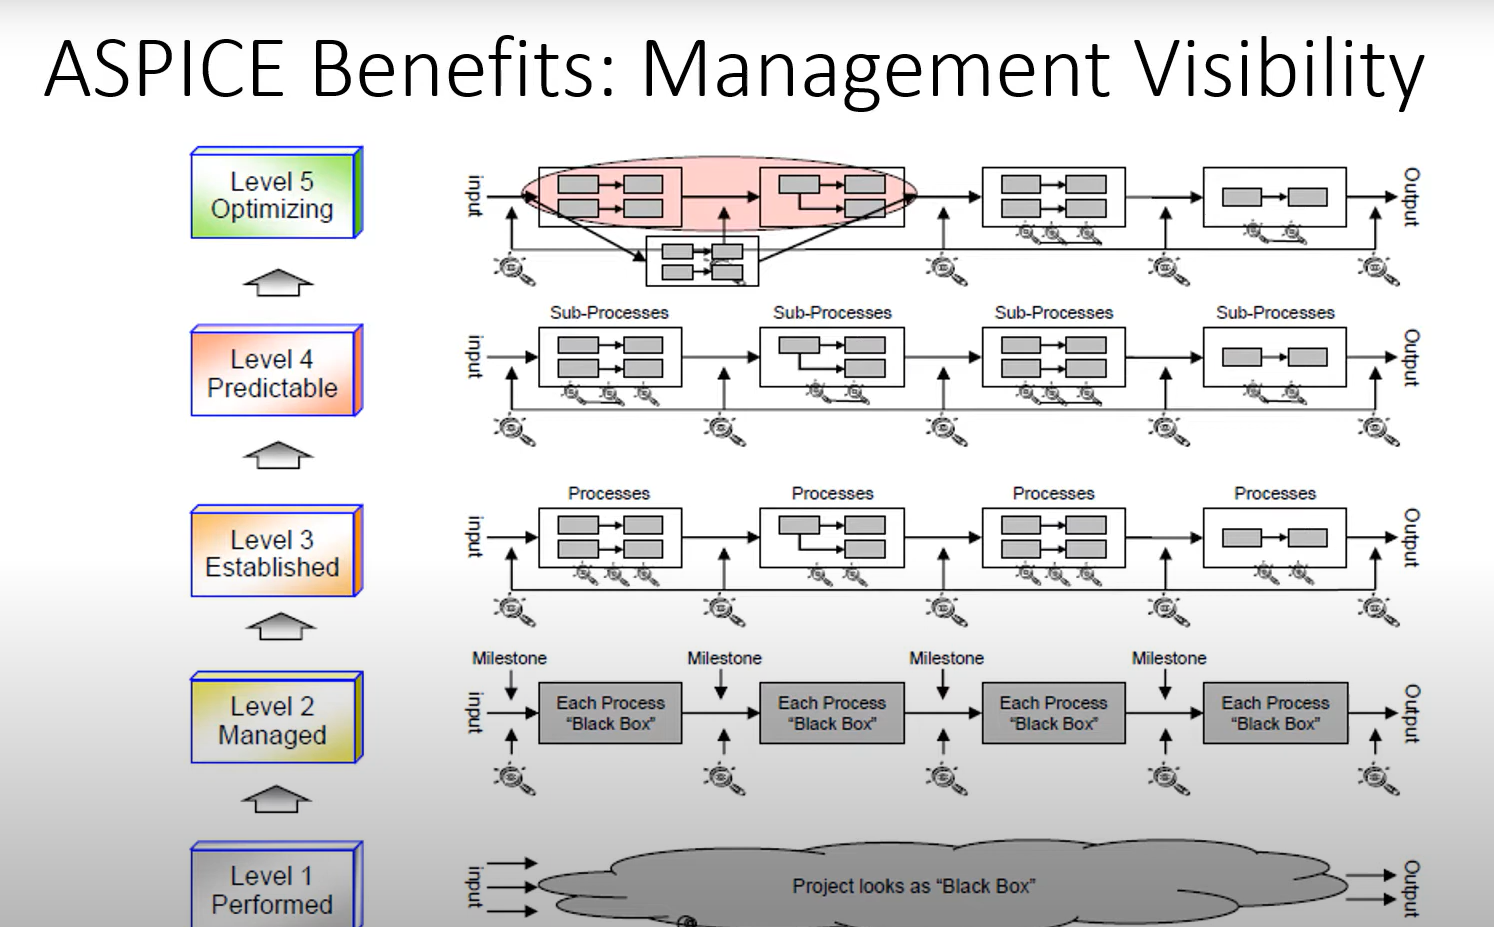 ASPICE Benefits: Management Visibility
Level 5
Optimizing
input
Output
Level 4
Predictable
input
Sub-Processes
Sub-Processes
Sub-Processes
Sub-Processes
Output
Level 3
Established
input
Processes
Processes
Processes
Processes
Output
Level 2
Managed
input
Milestone
Milestone
Milestone
Milestone
Each Process
"Black Box"
Each Process
"Black Box"
Each Process
"Black Box"
Each Process
"Black Box"
Output
Level 1
Performed
input
Project looks as "Black Box"
Output